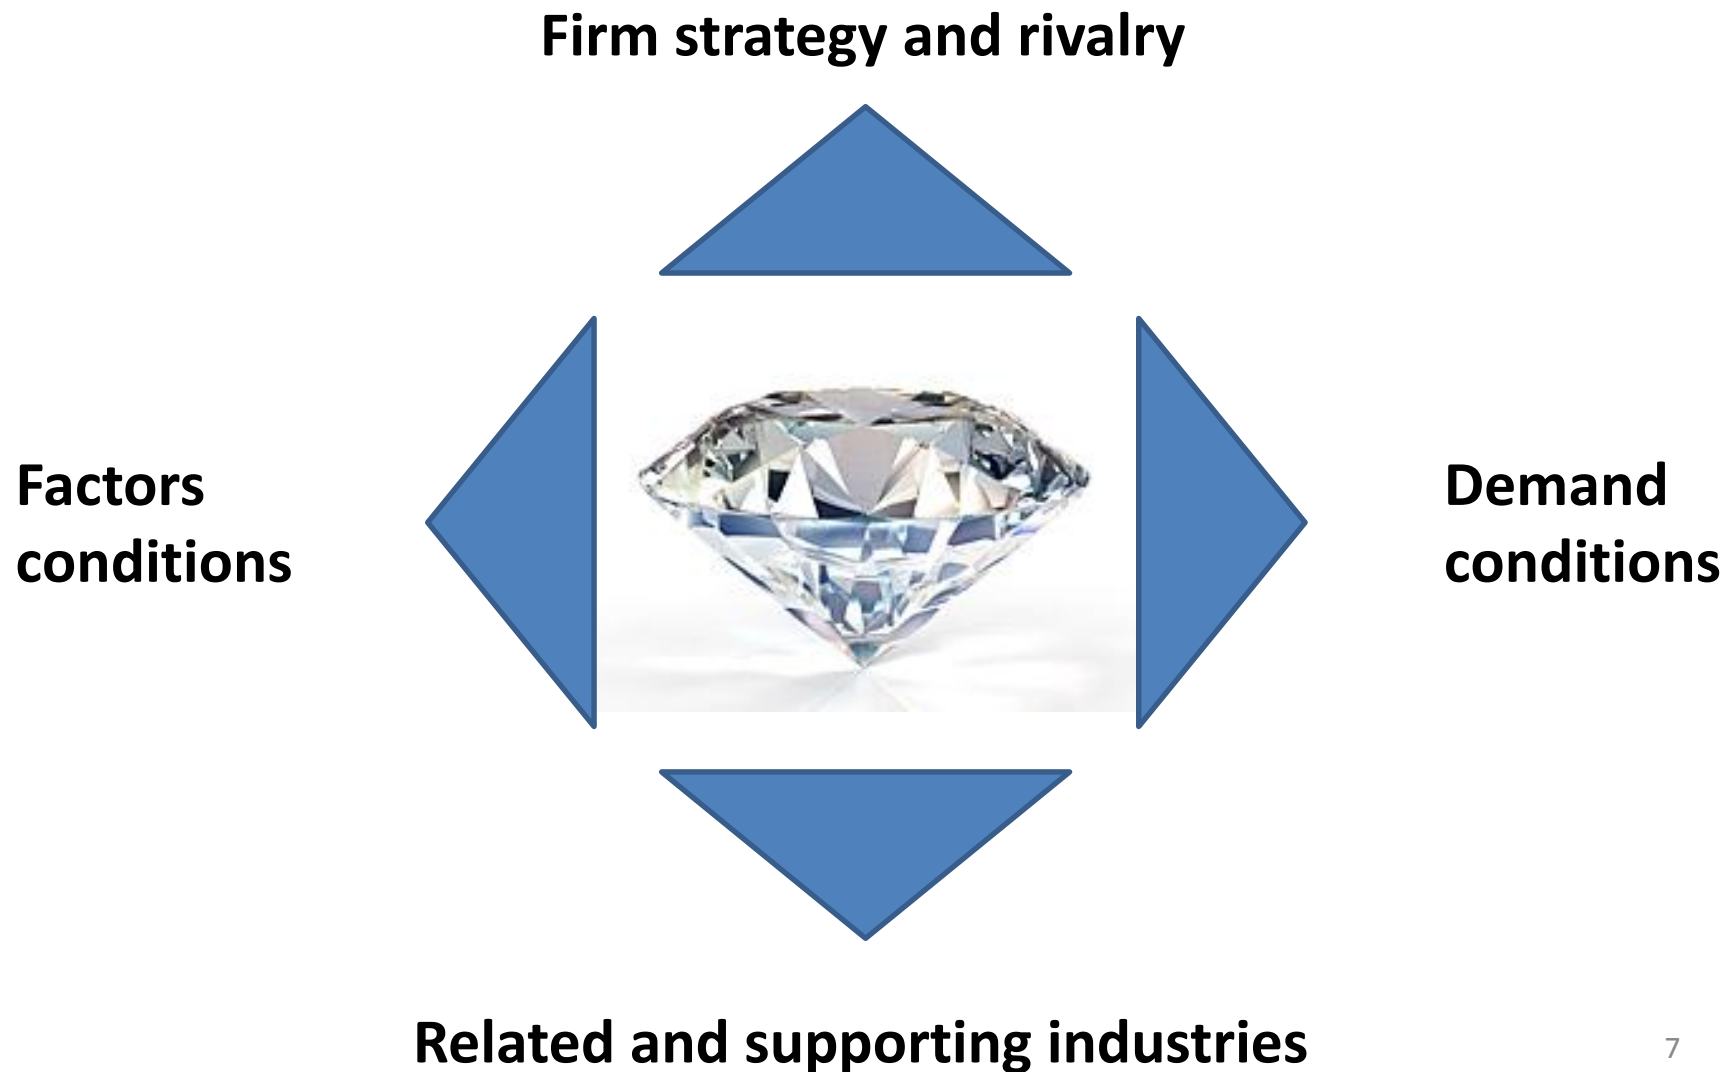 Firm strategy and rivalry
Factors
conditions
Demand
conditions
Related and supporting industries
7